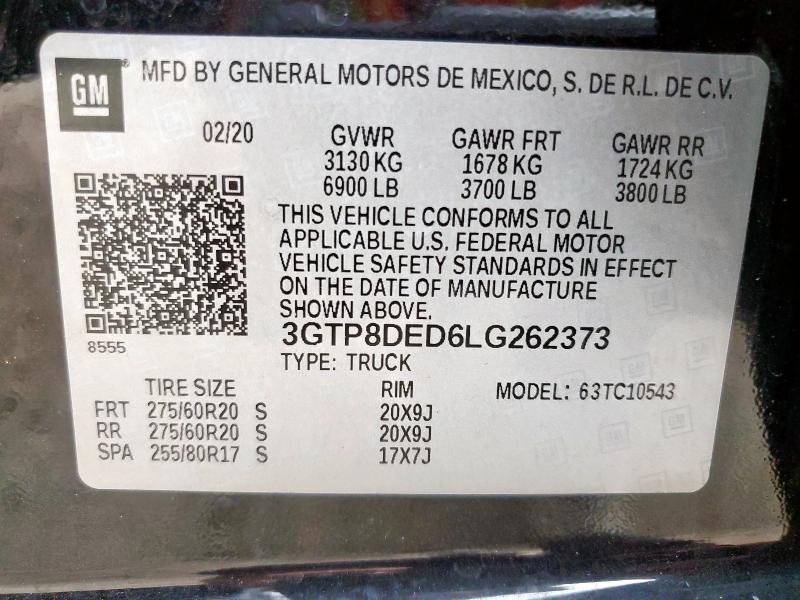 GM MFD BY GENERAL MOTORS DE MEXICO, S. DE R.L. DE C.V.
02/20 GVWR GAWR FRT GAWR RR
3130 KG 1678 KG 1724 KG
6900 LB 3700 LB 3800 LB
THIS VEHICLE CONFORMS TO ALL
APPLICABLE U.S. FEDERAL MOTOR
VEHICLE SAFETY STANDARDS IN EFFECT
ON THE DATE OF MANUFACTURE
SHOWN ABOVE.
3GTP8DED6LG262373
8555
TYPE: TRUCK
TIRE SIZE RIM MODEL: 63TC10543
FRT 275/60R20 S 20X9J
RR 275/60R20 S 20X9J
SPA 255/80R17 S 17X7J